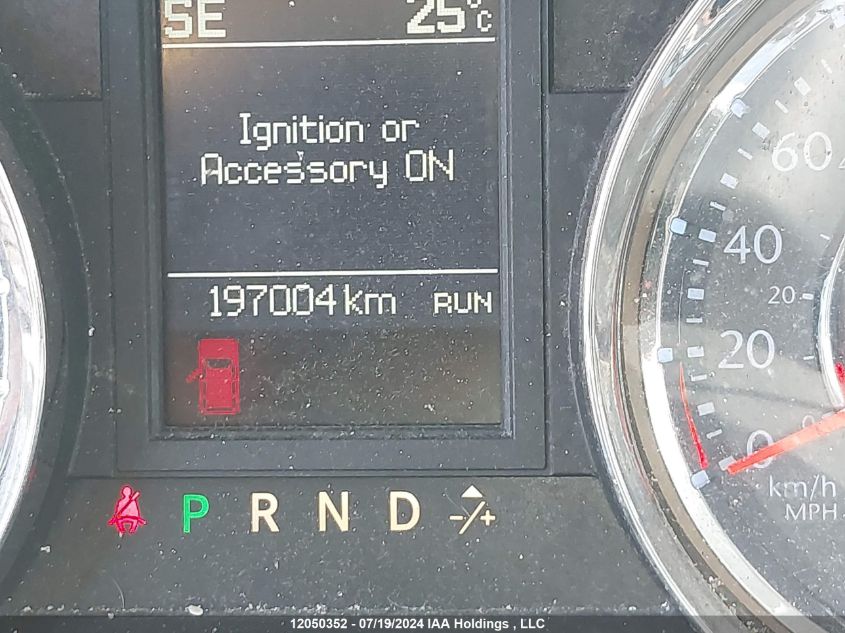 SE 25°C
Ignition or
Accessory ON
197004 km RUN
P R N D -/+
60
40
20
20
0
0
km/h
MPH
12050352 - 07/19/2024 IAA Holdings , LLC